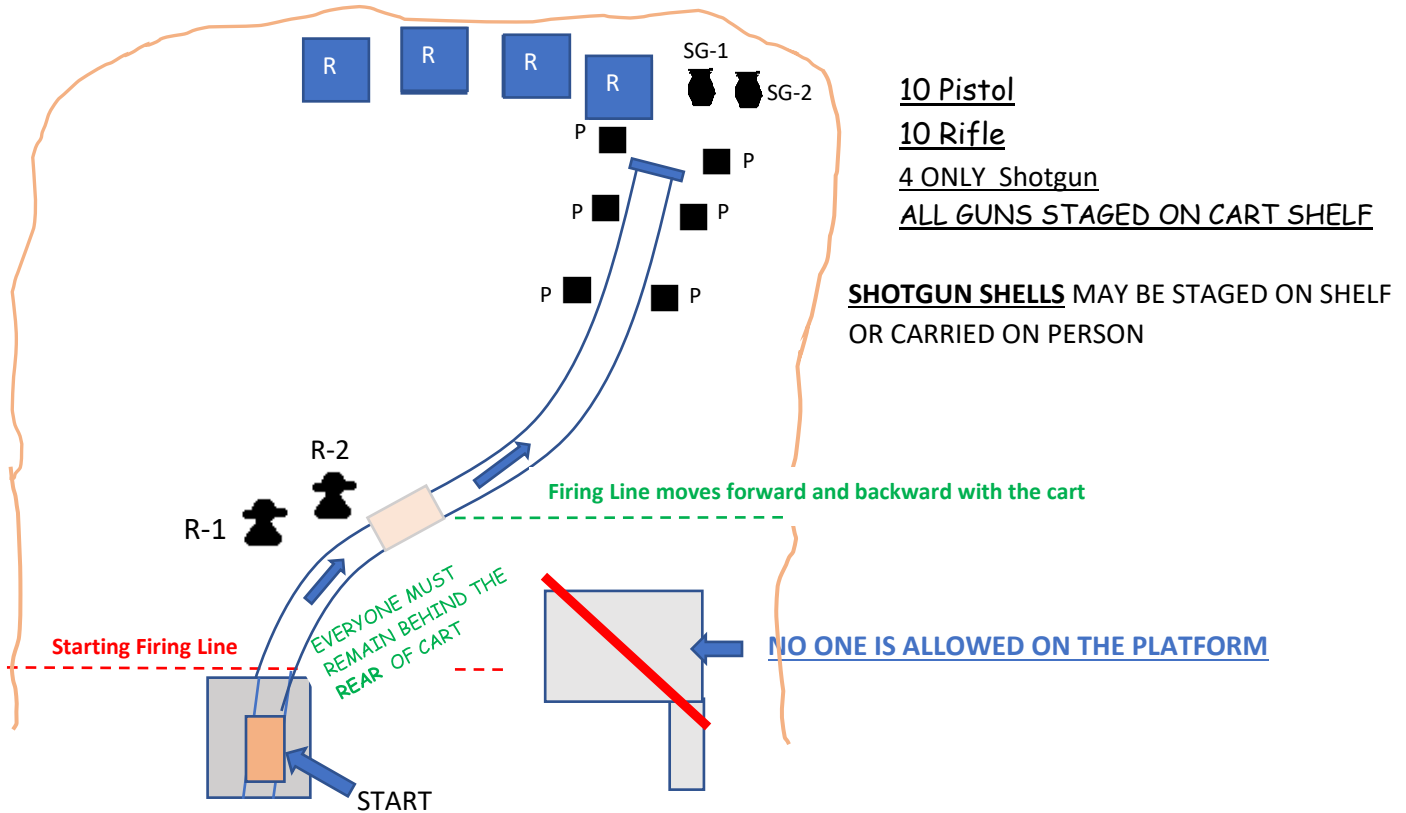 R
R
R
R
SG-1
SG-2
10 Pistol
10 Rifle
4 ONLY Shotgun
ALL GUNS STAGED ON CART SHELF
P
P
P
P
P
P
SHOTGUN SHELLS MAY BE STAGED ON SHELF
OR CARRIED ON PERSON
R-2
R-1
Firing Line moves forward and backward with the cart
EVERYONE MUST
REMAIN BEHIND THE
REAR OF CART
Starting Firing Line
NO ONE IS ALLOWED ON THE PLATFORM
START